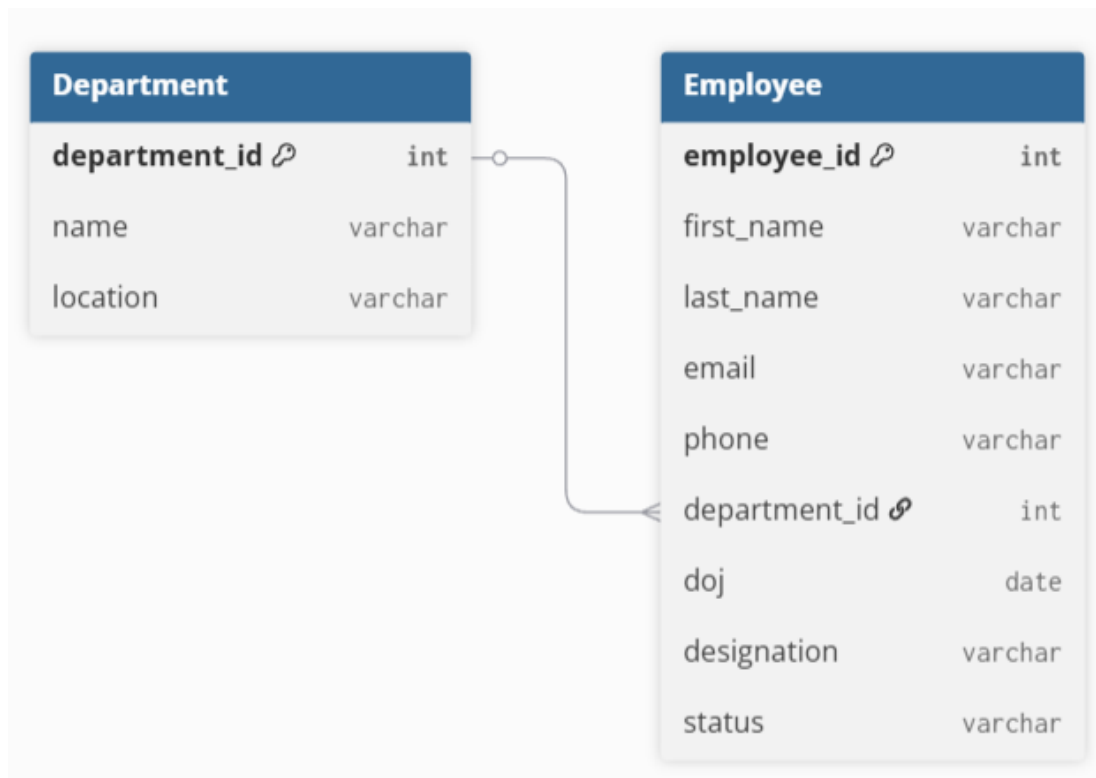 Department
department_id int
name varchar
location varchar
Employee
employee_id int
first_name varchar
last_name varchar
email varchar
phone varchar
department_id int
doj date
designation varchar
status varchar